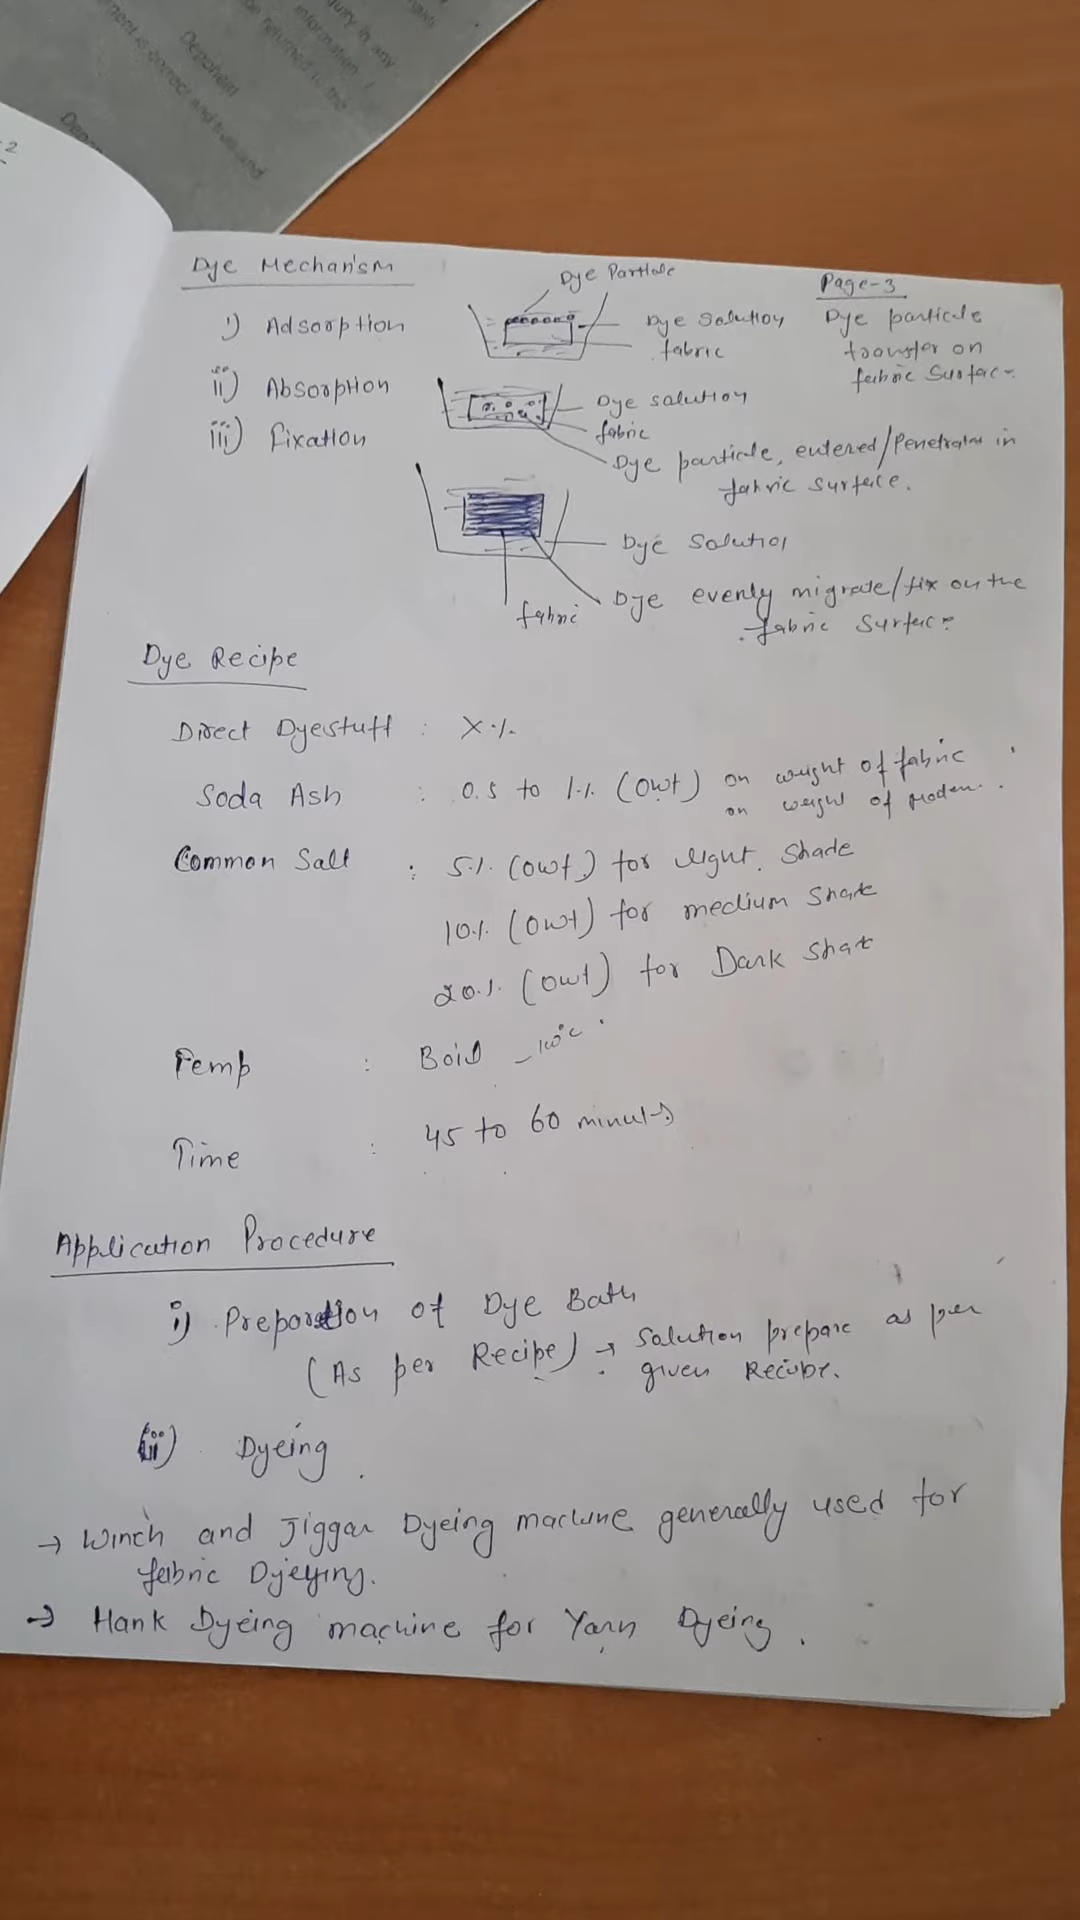 Page-3
Dye Mechanism
i) Adsorption
Dye Particle
Dye Solution
fabric
Dye particle
transfer on
fabric Surface
ii) Absorption
Dye solution
fabric
Dye particle, entered/Penetrate in
fabric Surface.
iii) Fixation
Dye Solution
fabric
Dye evenly migrate/fix on the
fabric Surface
Dye Recipe
Direct Dyestuff : X %
Soda Ash : 0.5 to 1% (owt) on weight of fabric
on weight of
Common Salt : 5% (owt) for light Shade
10% (owt) for medium Shade
20% (owt) for Dark Shade
Temp : Boil - 100°C
Time : 45 to 60 minutes
Application Procedure
i) Preparation of Dye Bath
(As per Recipe) → Solution prepare as per
given Recipe.
ii) Dyeing.
→ Winch and Jiggar Dyeing machine generally used for
fabric Dyeying.
→ Hank Dyeing machine for Yarn Dyeing.
2
Deponent
information